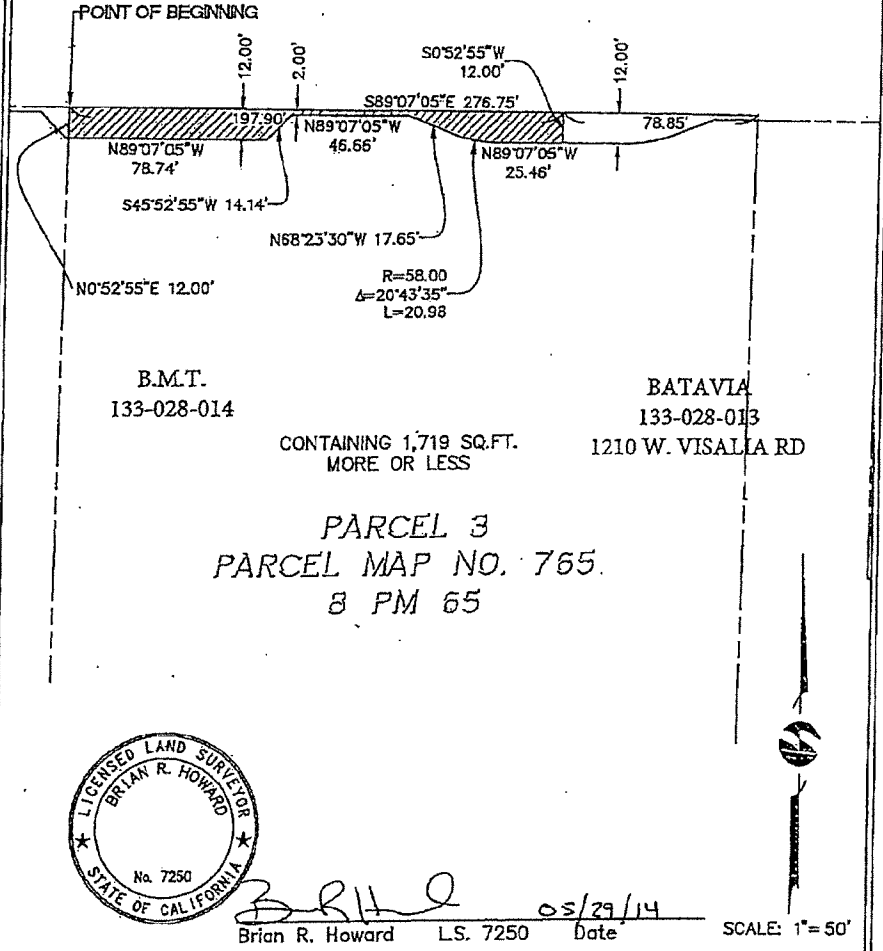 POINT OF BEGINNING
12.00'
2.00'
S0°52'55"W
12.00'
12.00'
S89°07'05"E 276.75'
197.90'
N89°07'05"W
46.66'
78.85'
N89°07'05"W
78.74'
N89°07'05"W
25.46'
S45°52'55"W 14.14'
N68°23'30"W 17.65'
N0°52'55"E 12.00'
R=58.00
Δ=20°43'35"
L=20.98
B.M.T.
133-028-014
BATAVIA
133-028-013
1210 W. VISALIA RD
CONTAINING 1,719 SQ.FT.
MORE OR LESS
PARCEL 3
PARCEL MAP NO. 765.
8 PM 65
LICENSED LAND SURVEYOR
BRIAN R. HOWARD
No. 7250
STATE OF CALIFORNIA
05/29/14
Brian R. Howard L.S. 7250 Date
SCALE: 1"= 50'